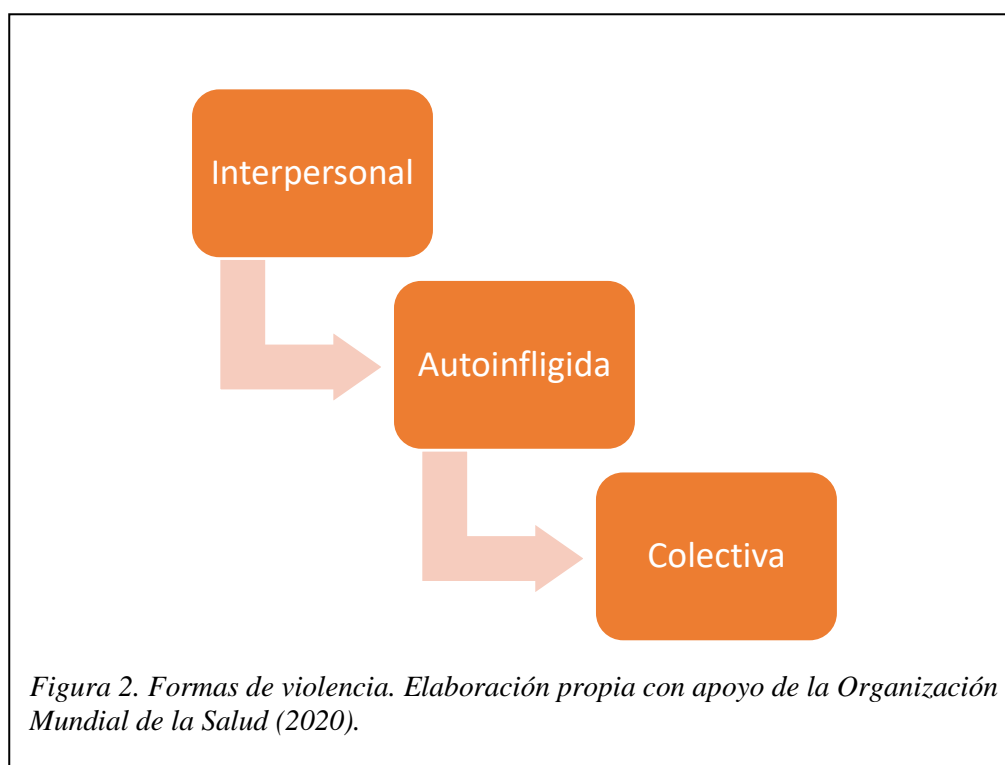 Interpersonal
Autoinfligida
Colectiva
Figura 2. Formas de violencia. Elaboración propia con apoyo de la Organización
Mundial de la Salud (2020).